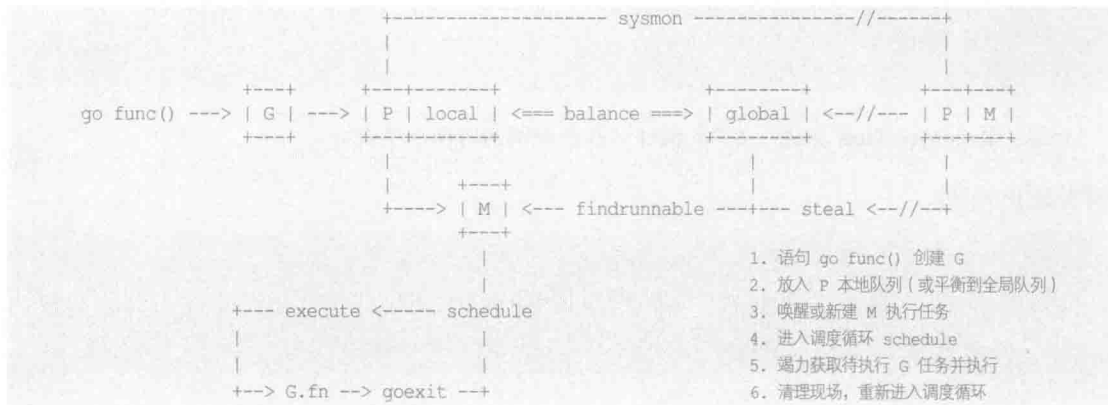 +--------------------- sysmon ---------------//------+
|                                                    |
|                                                    |
+---+      +---+-------+                   +--------+          +---+---+
go func() ---> | G | ---> | P | local | <=== balance ===> | global | <--//--- | P | M |
+---+      +---+-------+                   +--------+          +---+---+
|                                 |                    |
|      +---+                      |                    |
+----> | M | <--- findrunnable ---+--- steal <--//--+
+---+
|
1. 语句 go func() 创建 G
|
2. 放入 P 本地队列(或平衡到全局队列)
+--- execute <----- schedule
3. 唤醒或新建 M 执行任务
|                   |
4. 进入调度循环 schedule
|                   |
5. 竭力获取待执行 G 任务并执行
+--> G.fn --> goexit --+
6. 清理现场,重新进入调度循环